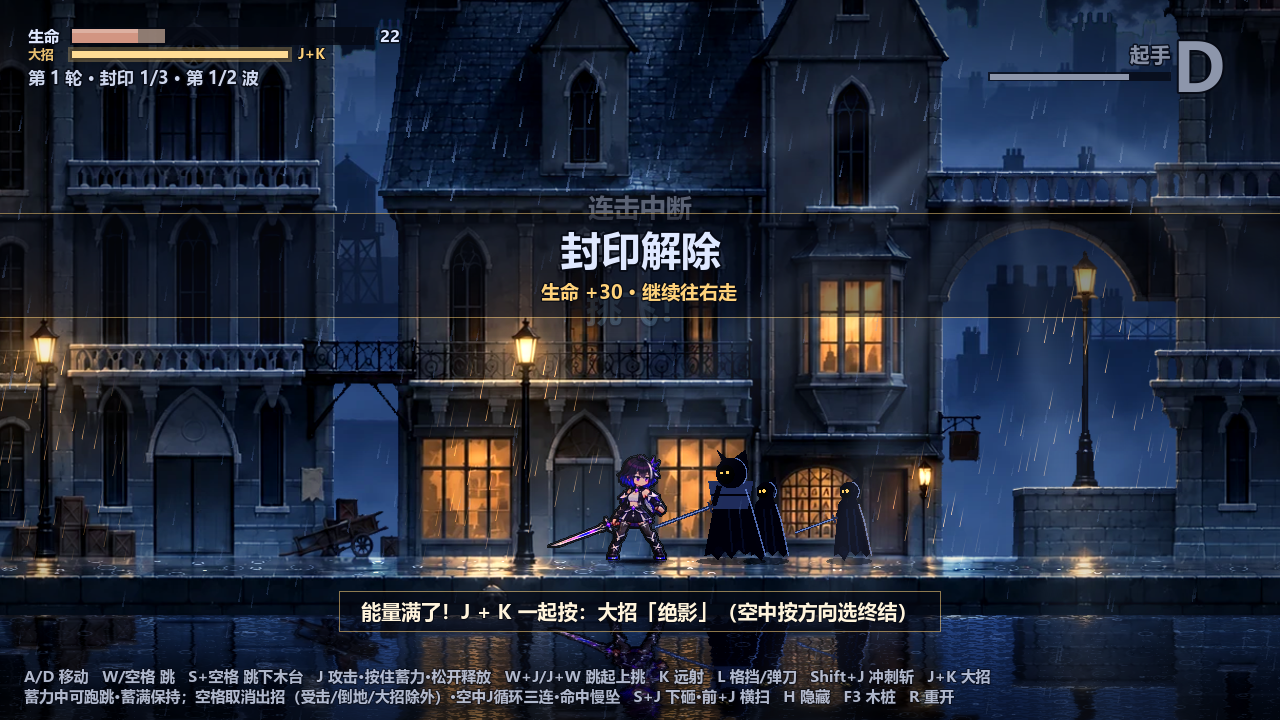 生命 22
大招 J+K
第 1 轮 • 封印 1/3 • 第 1/2 波
起手 D
连击中断
封印解除
生命 +30 • 继续往右走
能量满了! J + K 一起按: 大招「绝影」 (空中按方向选终结)
A/D 移动 W/空格 跳 S+空格 跳下木台 J 攻击·按住蓄力·松开释放 W+J/J+W 跳起上挑 K 远射 L 格挡/弹刀 Shift+J 冲刺斩 J+K 大招
蓄力中可跑跳·蓄满保持; 空格取消出招 (受击/倒地/大招除外) ·空中J循环三连·命中慢坠 S+J 下砸·前+J 横扫 H 隐藏 F3 木桩 R 重开